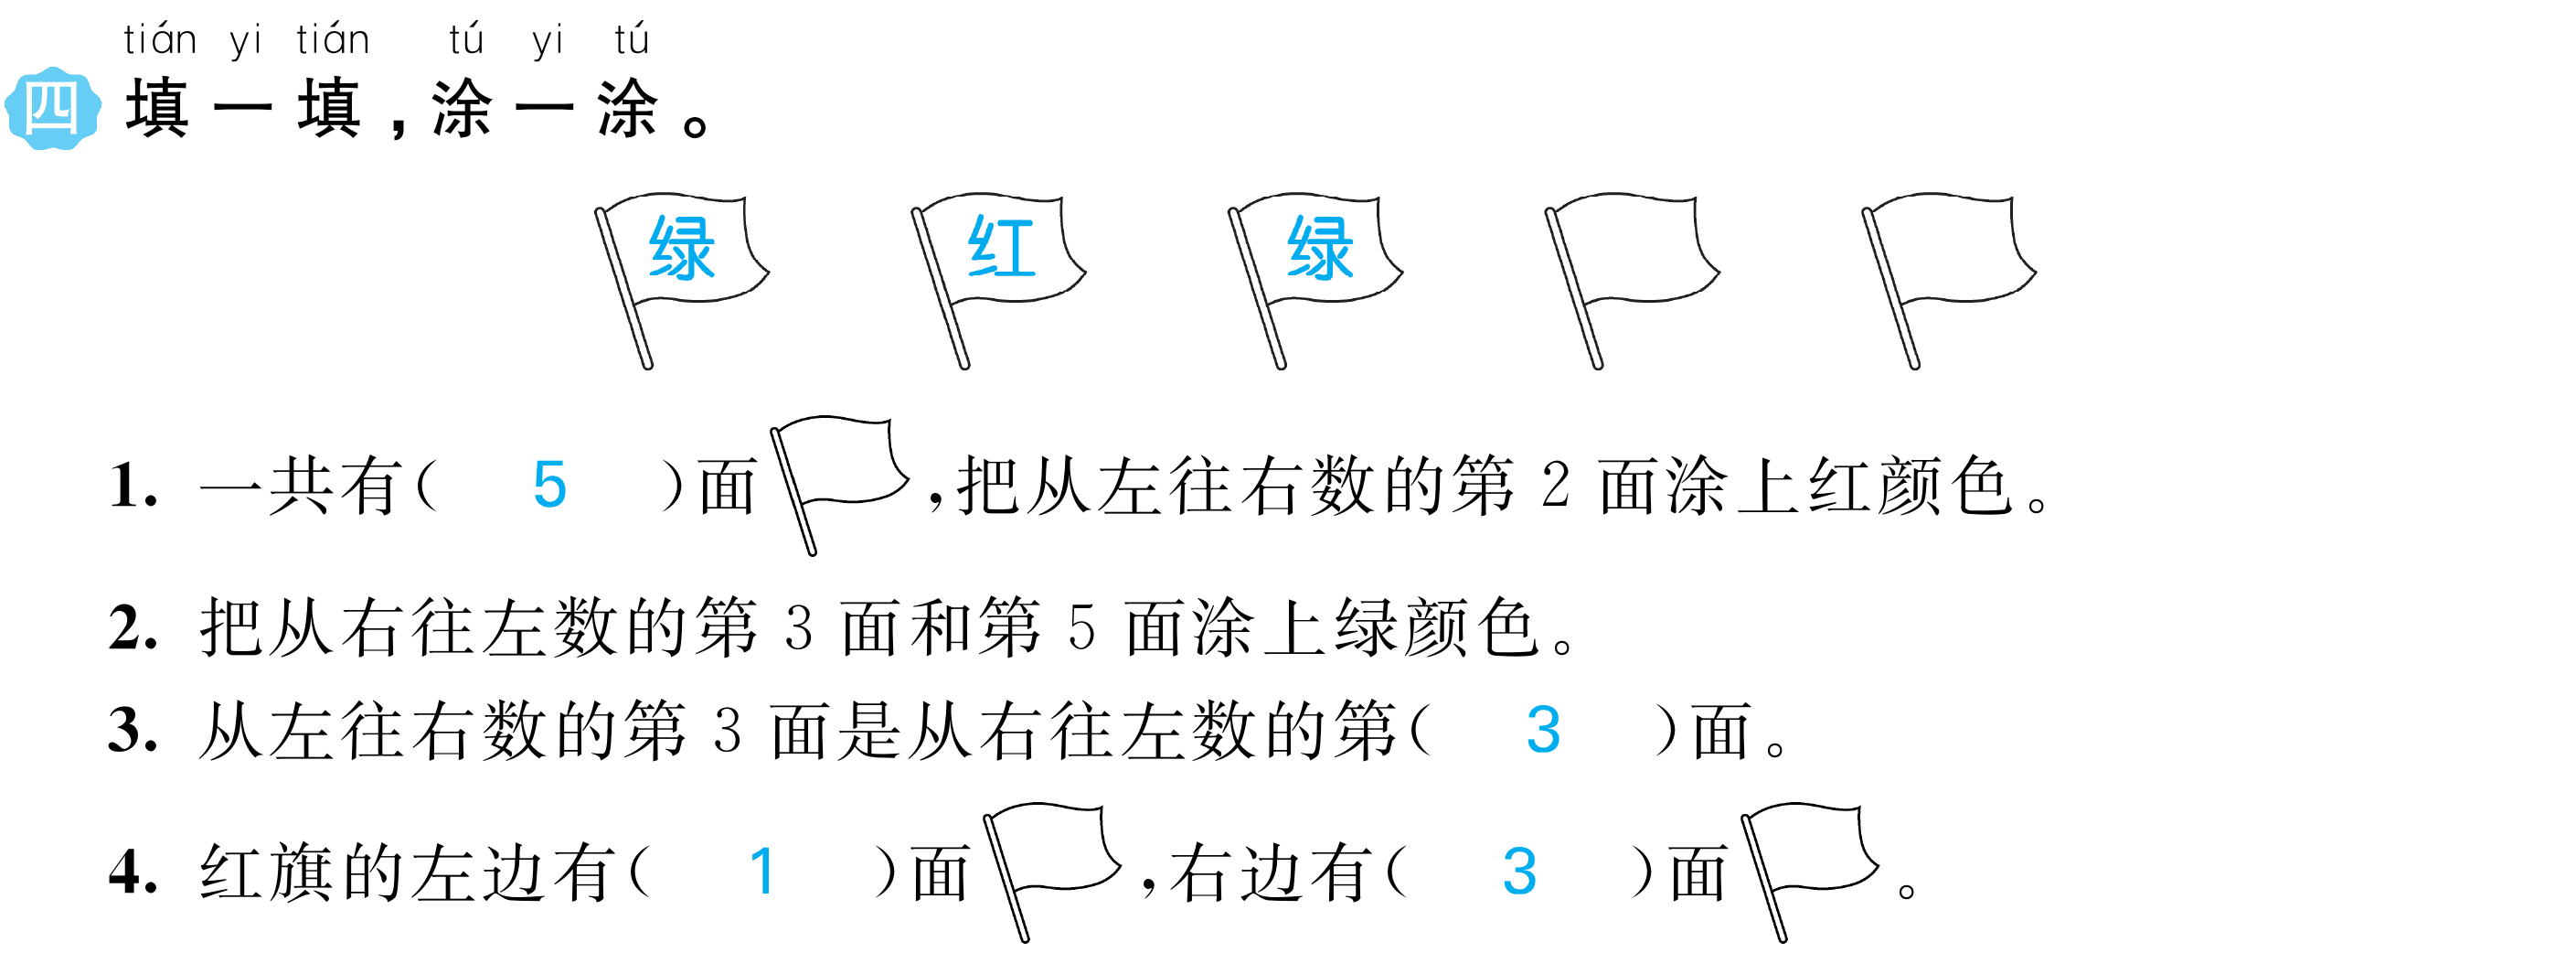 tián yi tián tú yi tú
四 填一填,涂一涂。
绿 红 绿
1. 一共有( 5 )面 ,把从左往右数的第 2 面涂上红颜色。
2. 把从右往左数的第 3 面和第 5 面涂上绿颜色。
3. 从左往右数的第 3 面是从右往左数的第( 3 )面。
4. 红旗的左边有( 1 )面 ,右边有( 3 )面 。